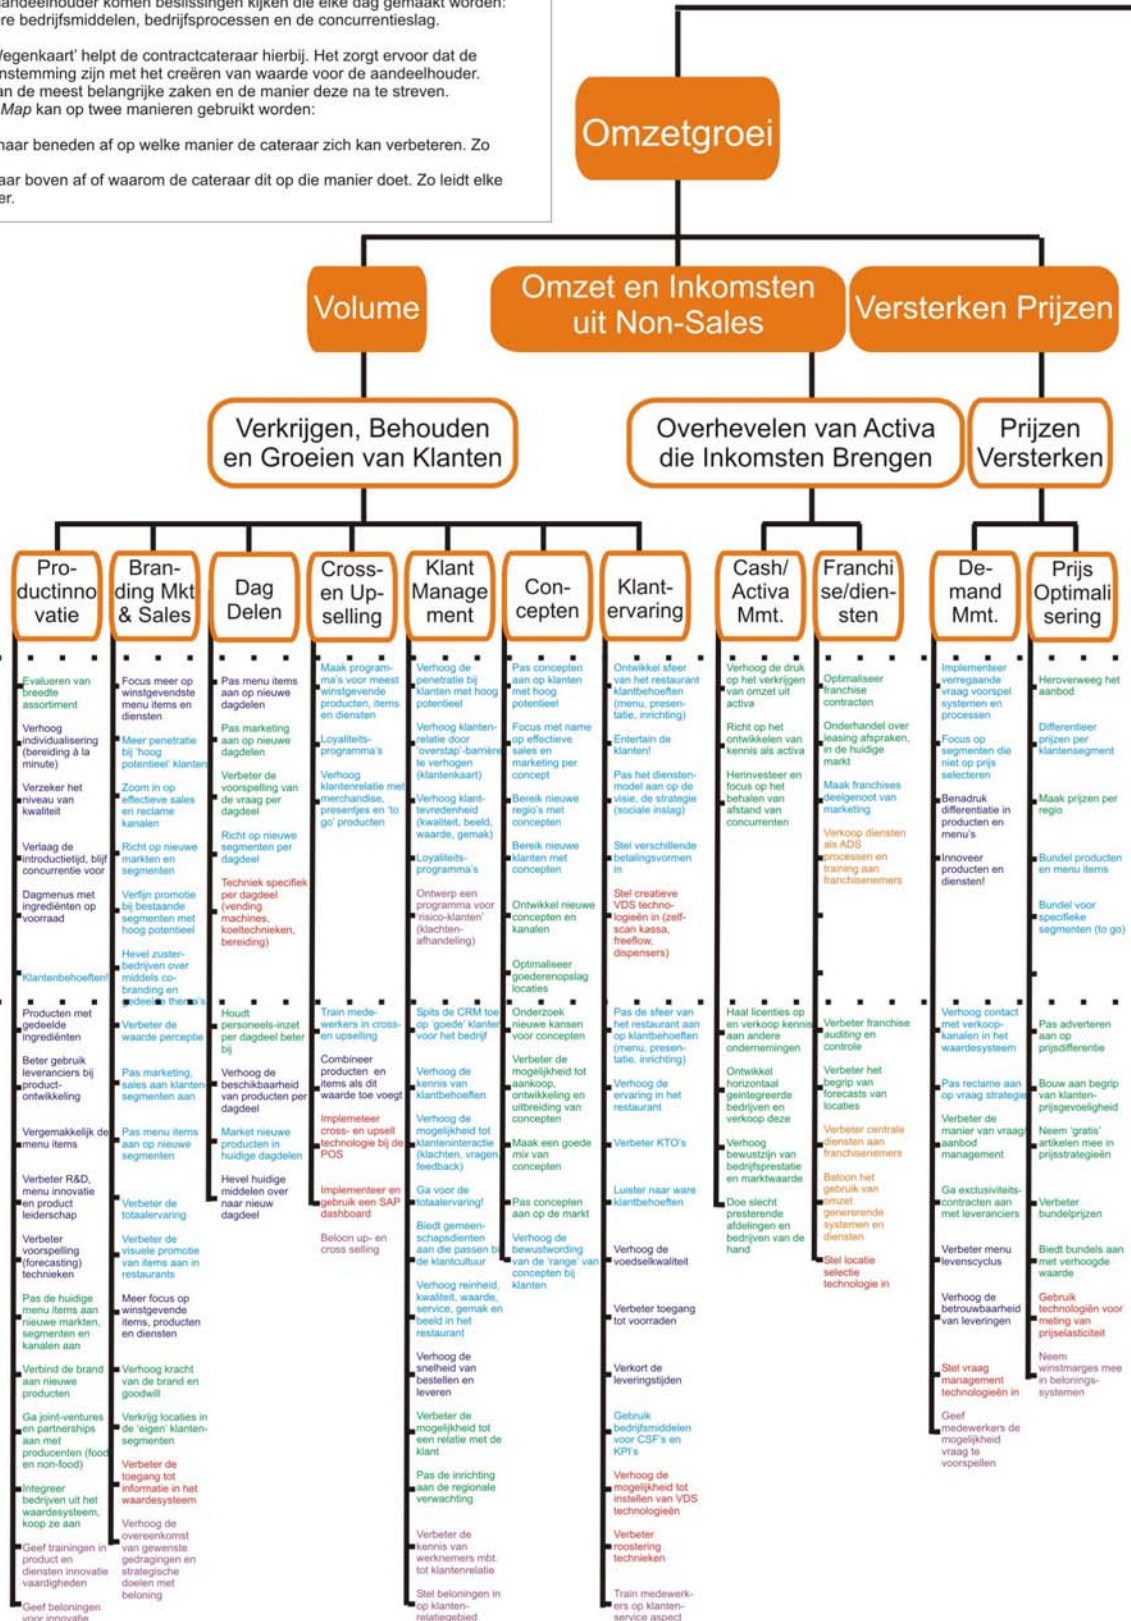 andeelhouder komen beslissingen kijken die elke dag gemaakt worden:
re bedrijfsmiddelen, bedrijfsprocessen en de concurrentieslag.
egenkaart' helpt de contractcateraar hierbij. Het zorgt ervoor dat de
nstemming zijn met het creëren van waarde voor de aandeelhouder.
an de meest belangrijke zaken en de manier deze na te streven.
Map kan op twee manieren gebruikt worden:
naar beneden af op welke manier de cateraar zich kan verbeteren. Zo
aar boven af of waarom de cateraar dit op die manier doet. Zo leidt elke
er.
Omzetgroei
Volume
Omzet en Inkomsten
uit Non-Sales
Versterken Prijzen
Verkrijgen, Behouden
en Groeien van Klanten
Overhevelen van Activa
die Inkomsten Brengen
Prijzen
Versterken
Pro-
ductinno
vatie
Bran-
ding Mkt
& Sales
Dag
Delen
Cross-
en Up-
selling
Klant
Manage
ment
Con-
cepten
Klant-
ervaring
Cash/
Activa
Mmt.
Franchi
se/dien-
sten
De-
mand
Mmt.
Prijs
Optimali
sering
Evalueren van
breedte
assortiment
Verhoog
individualisering
(bereiding á la
minute)
Verzeker het
niveau van
kwaliteit
Verlaag de
introductietijd, blijf
concurrentie voor
Dagmenus met
ingrediënten op
voorraad
Klantenbehoeften!
Producten met
gedeelde
ingrediënten
Beter gebruik
leveranciers bij
product-
ontwikkeling
Vergemakkelijk de
menu items
Verbeter R&D,
menu innovatie
en product
leiderschap
Verbeter
voorspelling
(forecasting)
technieken
Pas de huidige
menu items aan
nieuwe markten,
segmenten en
kanalen aan
Verbind de brand
aan nieuwe
producten
Ga joint-ventures
en partnerships
aan met
producenten (food
en non-food)
Integreer
bedrijven uit het
waardesysteem,
koop ze aan
Geef trainingen in
product en
diensten innovatie
vaardigheden
Geef beloningen
voor innovatie
Focus meer op
winstgevendste
menu items en
diensten
Meer penetratie
bij 'hoog
potentieel' klanten
Zoom in op
effectieve sales
en reclame
kanalen
Richt op nieuwe
markten en
segmenten
Verfijn promotie
bij bestaande
segmenten met
hoog potentieel
Hevel zuster-
bedrijven over
middels co-
branding en
gedeelde thema's
Verbeter de
waarde perceptie
Pas marketing,
sales aan klanten
segmenten aan
Pas menu items
aan op nieuwe
segmenten
Verbeter de
totaalervaring
Verbeter de
visuele promotie
van items aan in
restaurants
Meer focus op
winstgevende
items, producten
en diensten
Verhoog kracht
van de brand en
goodwill
Verkrijg locaties in
de 'eigen' klanten-
segmenten
Verbeter de
toegang tot
informatie in het
waardesysteem
Verhoog de
overeenkomst
van gewenste
gedragingen en
strategische
doelen met
beloning
Pas menu items
aan op nieuwe
dagdelen
Pas marketing
aan op nieuwe
dagdelen
Verbeter de
voorspelling van
de vraag per
dagdeel
Richt op nieuwe
segmenten per
dagdeel
Techniek specifiek
per dagdeel
(vending
machines,
koeltechnieken,
bereiding)
Houdt
personeels-inzet
per dagdeel beter
bij
Verhoog de
beschikbaarheid
van producten per
dagdeel
Market nieuwe
producten in
huidige dagdelen
Hevel huidige
middelen over
naar nieuw
dagdeel
Maak program-
ma's voor meest
winstgevende
producten, items
en diensten
Loyaliteits-
programma's
Verhoog
klantenrelatie met
merchandise,
presentjes en 'to
go' producten
Train mede-
werkers in cross-
en upselling
Combineer
producten en
items als dit
waarde toe voegt
Implemeteer
cross- en upsell
technologie bij de
POS
Implementeer en
gebruik een SAP
dashboard
Beloon up- en
cross selling
Verhoog de
penetratie bij
klanten met hoog
potentieel
Verhoog klanten-
relatie door
'overstap'-barrière
te verhogen
(klantenkaart)
Verhoog klant-
tevredenheid
(kwaliteit, beeld,
waarde, gemak)
Loyaliteits-
programma's
Ontwerp een
programma voor
'risico-klanten'
(klachten-
afhandeling)
Spits de CRM toe
op 'goede' klanten
voor het bedrijf
Verhoog de
kennis van
klantbehoeften
Verhoog de
mogelijkheid tot
klanteninteractie
(klachten, vragen,
feedback)
Ga voor de
totaalervaring!
Biedt gemeen-
schapsdienten
aan die passen bij
de klantcultuur
Verhoog reinheid,
kwaliteit, waarde,
service, gemak en
beeld in het
restaurant
Verhoog de
snelheid van
bestellen en
leveren
Verbeter de
mogelijkheid tot
een relatie met de
klant
Pas de inrichting
aan de regionale
verwachting
Verbeter de
kennis van
werknemers mbt.
tot klantenrelatie
Stel beloningen in
op klanten-
relatiegebied
Pas concepten
aan op klanten
met hoog
potentieel
Focus met name
op effectieve
sales en
marketing per
concept
Bereik nieuwe
regio's met
concepten
Bereik nieuwe
klanten met
concepten
Ontwikkel nieuwe
concepten en
kanalen
Optimaliseer
goederenopslag
locaties
Onderzoek
nieuwe kansen
voor concepten
Verbeter de
mogelijkheid tot
aankoop,
ontwikkeling en
uitbreiding van
concepten
Maak een goede
mix van
concepten
Pas concepten
aan op de markt
Verhoog de
bewustwording
van de 'range' van
concepten bij
klanten
Ontwikkel sfeer
van het restaurant
klantbehoeften
(menu, presen-
tatie, inrichting)
Entertain de
klanten!
Pas het diensten-
model aan op de
visie, de strategie
(sociale inslag)
Stel verschillende
betalingsvormen
in
Stel creatieve
VDS techno-
logieën in (zelf-
scan kassa,
freeflow,
dispensers)
Pas de sfeer van
het restaurant aan
op klantbehoeften
(menu, presen-
tatie, inrichting)
Verhoog de
ervaring in het
restaurant
Verbeter KTO's
Luister naar ware
klantbehoeften
Verhoog de
voedselkwaliteit
Verbeter toegang
tot voorraden
Verkort de
leveringstijden
Gebruik
bedrijfsmiddelen
voor CSF's en
KPI's
Verhoog de
mogelijkheid tot
instellen van VDS
technologieën
Verbeter
roostering
technieken
Train medewerk-
ers op klanten-
service aspect
Verhoog de druk
op het verkrijgen
van omzet uit
activa
Richt op het
ontwikkelen van
kennis als activa
Herinvesteer en
focus op het
behalen van
afstand van
concurrenten
Haal licenties op
en verkoop kennis
aan andere
ondernemingen
Ontwikkel
horizontaal
geintegreerde
bedrijven en
verkoop deze
Verhoog
bewustzijn van
bedrijfsprestatie
en marktwaarde
Doe slecht
presterende
afdelingen en
bedrijven van de
hand
Optimaliseer
franchise
contracten
Onderhandel over
leasing afspraken,
in de huidige
markt
Maak franchises
deelgenoot van
marketing
Verkoop diensten
als ADS
processen en
training aan
franchisenemers
Verbeter franchise
auditing en
controle
Verbeter het
begrip van
forecasts van
locaties
Verbeter centrale
diensten aan
franchisenemers
Betoon het
gebruik van
omzet
genererende
systemen en
diensten
Stel locatie
selectie
technologie in
Implementeer
verregaande
vraag voorspel
systemen en
processen
Focus op
segmenten die
niet op prijs
selecteren
Benadruk
differentiatie in
producten en
menu's
Innoveer
producten en
diensten!
Verhoog contact
met verkoop-
kanalen in het
waardesysteem
Pas reclame aan
op vraag strategie
Verbeter de
manier van vraag/
aanbod
management
Ga exclusiviteits-
contracten aan
met leveranciers
Verbeter menu
levenscyclus
Verhoog de
betrouwbaarheid
van leveringen
Stel vraag
management
technologieën in
Geef
medewerkers de
mogelijkheid
vraag te
voorspellen
Heroverweeg het
aanbod
Differentieer
prijzen per
klantensegment
Maak prijzen per
regio
Bundel producten
en menu items
Bundel voor
specifieke
segmenten (to go)
Pas adverteren
aan op
prijsdifferentie
Bouw aan begrip
van klanten-
prijsgevoeligheid
Neem 'gratis'
artikelen mee in
prijsstrategieën
Verbeter
bundelprijzen
Biedt bundels aan
met verhoogde
waarde
Gebruik
technologiën voor
meting van
prijselasticiteit
Neem
winstmarges mee
in belonings-
systemen